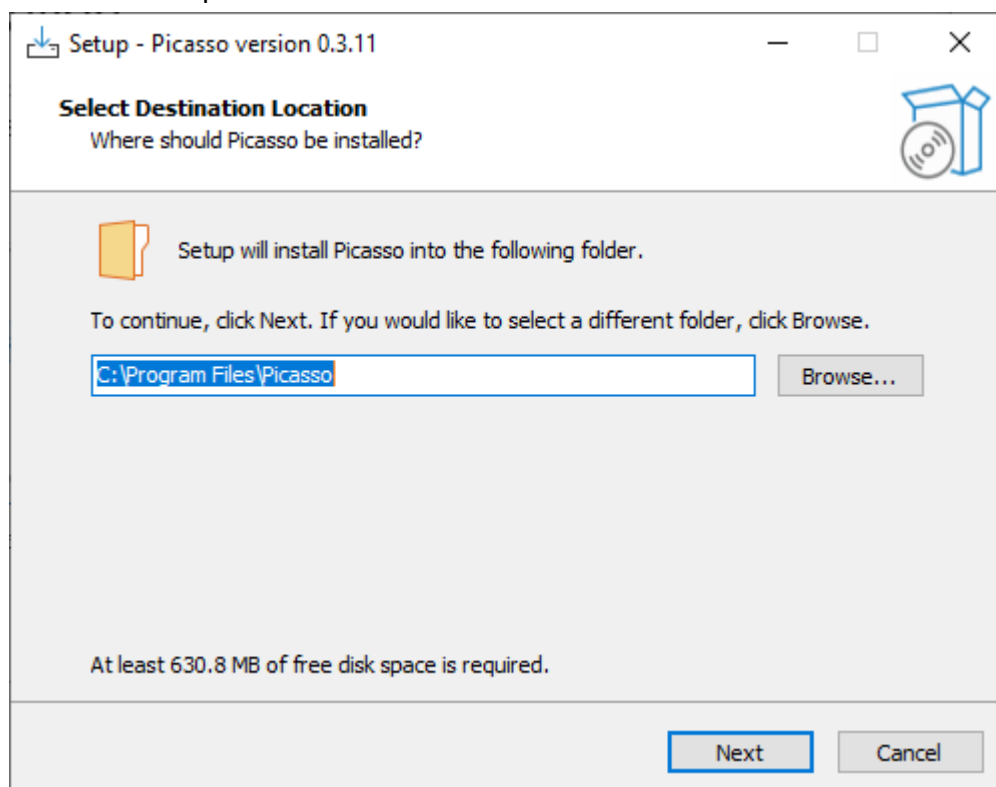 Setup - Picasso version 0.3.11
Select Destination Location
Where should Picasso be installed?
Setup will install Picasso into the following folder.
To continue, click Next. If you would like to select a different folder, click Browse.
C:\Program Files\Picasso
Browse...
At least 630.8 MB of free disk space is required.
Next
Cancel